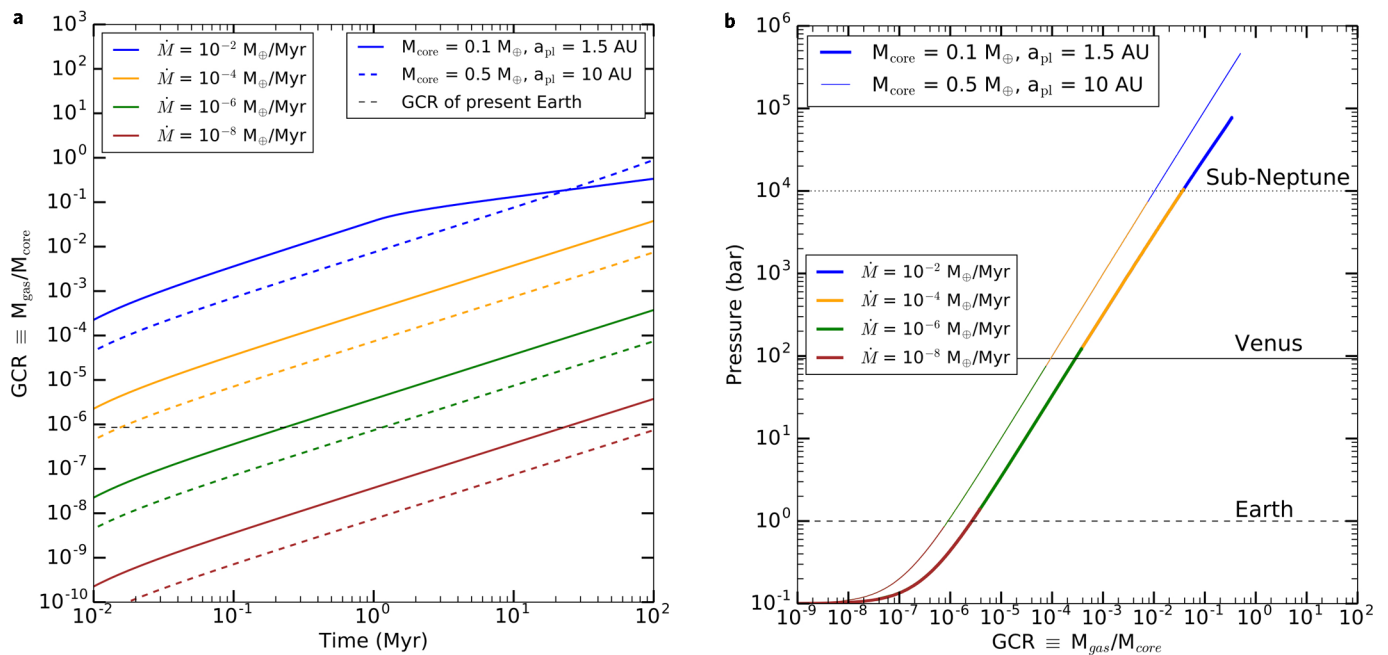 a
Ṁ = 10⁻² M⊕/Myr
Ṁ = 10⁻⁴ M⊕/Myr
Ṁ = 10⁻⁶ M⊕/Myr
Ṁ = 10⁻⁸ M⊕/Myr
M_core = 0.1 M⊕, a_pl = 1.5 AU
M_core = 0.5 M⊕, a_pl = 10 AU
GCR of present Earth
10³
10²
10¹
10⁰
10⁻¹
10⁻²
10⁻³
10⁻⁴
10⁻⁵
10⁻⁶
10⁻⁷
10⁻⁸
10⁻⁹
10⁻¹⁰
GCR ≡ M_gas/M_core
10⁻² 10⁻¹ 10⁰ 10¹ 10²
Time (Myr)
b
M_core = 0.1 M⊕, a_pl = 1.5 AU
M_core = 0.5 M⊕, a_pl = 10 AU
Sub-Neptune
Ṁ = 10⁻² M⊕/Myr
Ṁ = 10⁻⁴ M⊕/Myr
Ṁ = 10⁻⁶ M⊕/Myr
Ṁ = 10⁻⁸ M⊕/Myr
Venus
Earth
10⁶
10⁵
10⁴
10³
10²
10¹
10⁰
10⁻¹
Pressure (bar)
10⁻⁹ 10⁻⁸ 10⁻⁷ 10⁻⁶ 10⁻⁵ 10⁻⁴ 10⁻³ 10⁻² 10⁻¹ 10⁰ 10¹ 10²
GCR ≡ M_gas/M_core